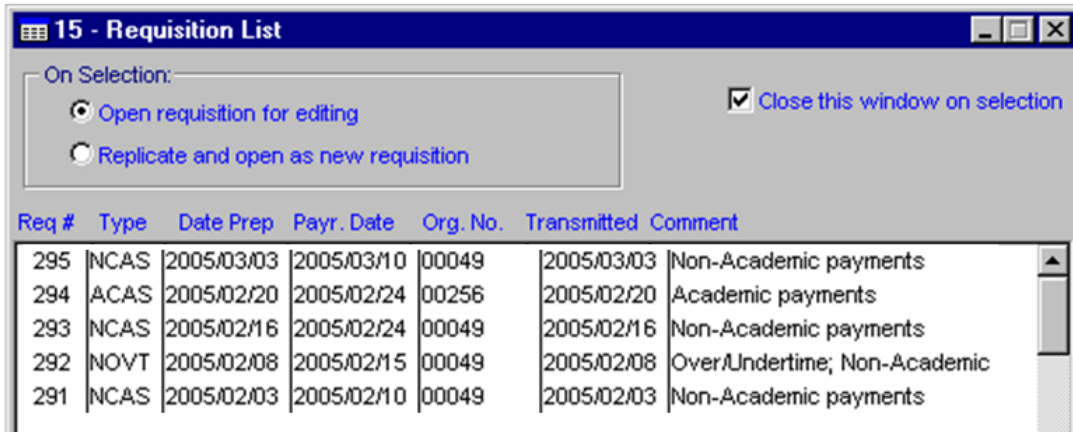 15 - Requisition List
On Selection:
Open requisition for editing
Close this window on selection
Replicate and open as new requisition
Req # Type Date Prep Payr. Date Org. No. Transmitted Comment
295 NCAS 2005/03/03 2005/03/10 00049 2005/03/03 Non-Academic payments
294 ACAS 2005/02/20 2005/02/24 00256 2005/02/20 Academic payments
293 NCAS 2005/02/16 2005/02/24 00049 2005/02/16 Non-Academic payments
292 NOVT 2005/02/08 2005/02/15 00049 2005/02/08 Over/Undertime; Non-Academic
291 NCAS 2005/02/03 2005/02/10 00049 2005/02/03 Non-Academic payments